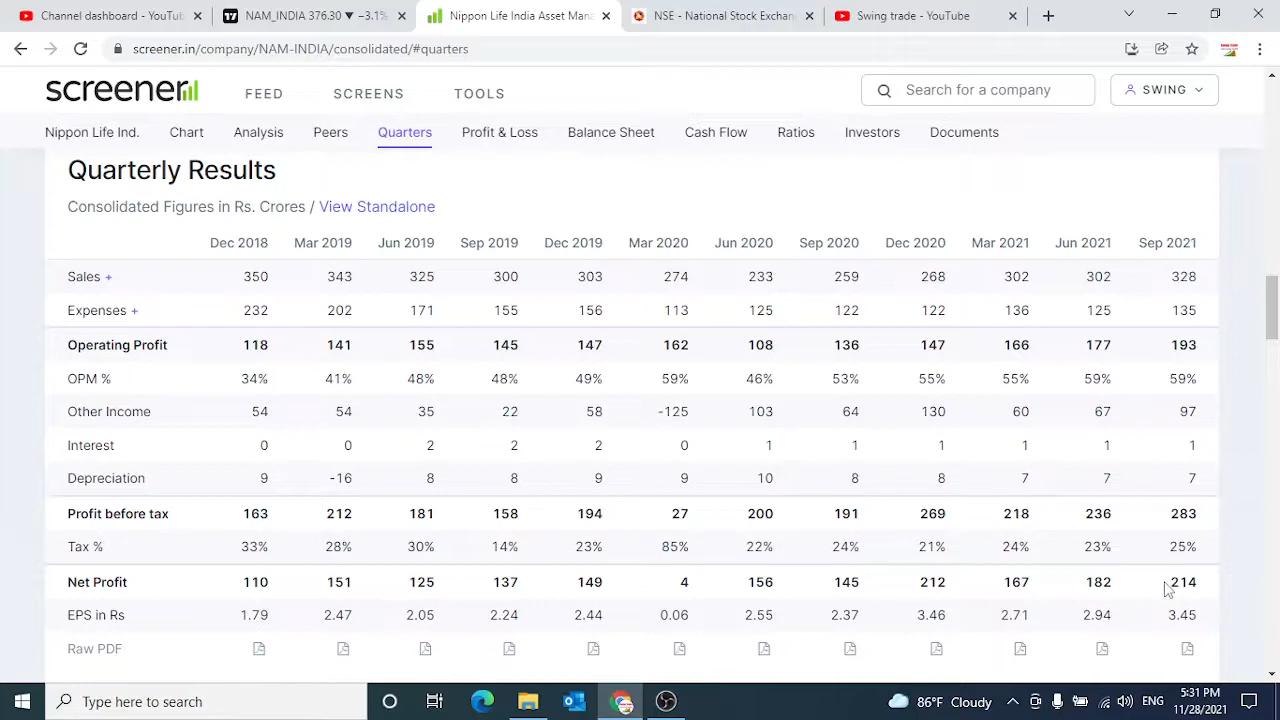 Channel dashboard - YouTub
NAM_INDIA 376.30 ▼ −3.1%
Nippon Life India Asset Mana
NSE - National Stock Exchan
Swing trade - YouTube
screener.in/company/NAM-INDIA/consolidated/#quarters
screener FEED SCREENS TOOLS Search for a company SWING
Nippon Life Ind. Chart Analysis Peers Quarters Profit & Loss Balance Sheet Cash Flow Ratios Investors Documents
Quarterly Results
Consolidated Figures in Rs. Crores / View Standalone
Dec 2018 Mar 2019 Jun 2019 Sep 2019 Dec 2019 Mar 2020 Jun 2020 Sep 2020 Dec 2020 Mar 2021 Jun 2021 Sep 2021
Sales + 350 343 325 300 303 274 233 259 268 302 302 328
Expenses + 232 202 171 155 156 113 125 122 122 136 125 135
Operating Profit 118 141 155 145 147 162 108 136 147 166 177 193
OPM % 34% 41% 48% 48% 49% 59% 46% 53% 55% 55% 59% 59%
Other Income 54 54 35 22 58 -125 103 64 130 60 67 97
Interest 0 0 2 2 2 0 1 1 1 1 1 1
Depreciation 9 -16 8 8 9 9 10 8 8 7 7 7
Profit before tax 163 212 181 158 194 27 200 191 269 218 236 283
Tax % 33% 28% 30% 14% 23% 85% 22% 24% 21% 24% 23% 25%
Net Profit 110 151 125 137 149 4 156 145 212 167 182 214
EPS in Rs 1.79 2.47 2.05 2.24 2.44 0.06 2.55 2.37 3.46 2.71 2.94 3.45
Raw PDF
Type here to search
86°F Cloudy
ENG
5:31 PM
11/28/2021